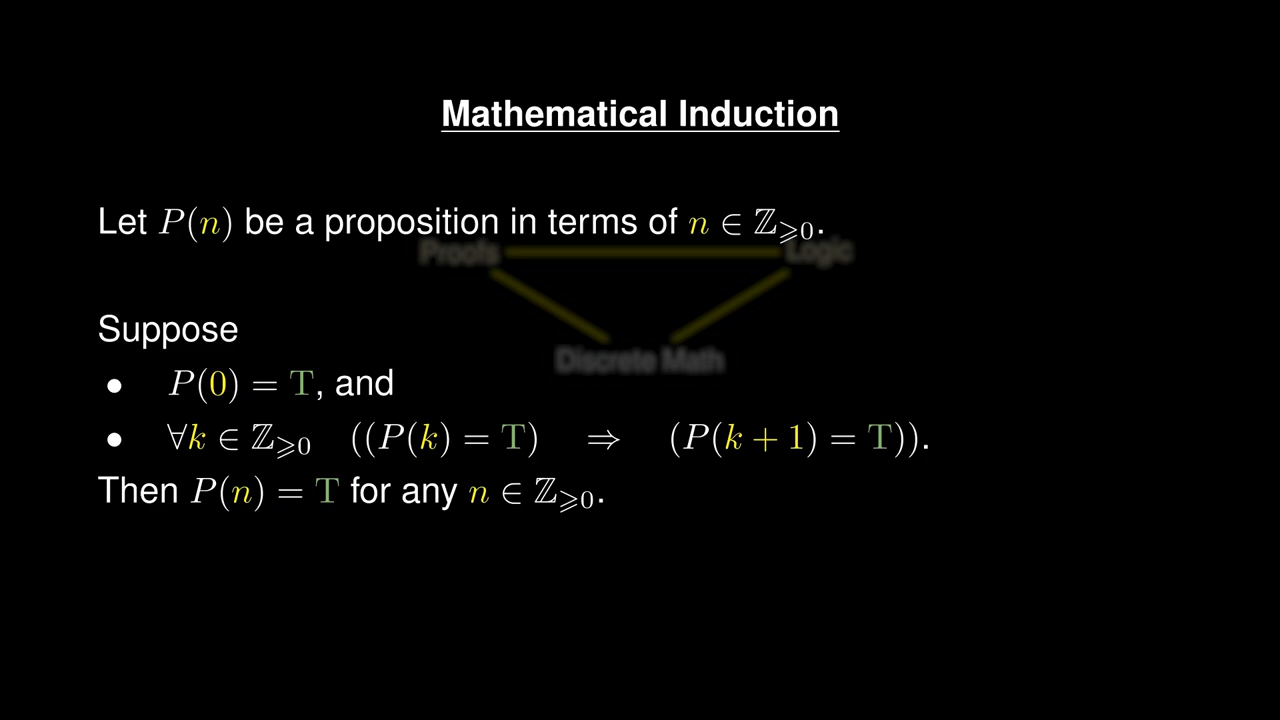 Mathematical Induction
Let P(n) be a proposition in terms of n ∈ ℤ⩾0.
Proofs
Logic
Suppose
Discrete Math
• P(0) = T, and
• ∀k ∈ ℤ⩾0 ((P(k) = T) ⇒ (P(k + 1) = T)).
Then P(n) = T for any n ∈ ℤ⩾0.